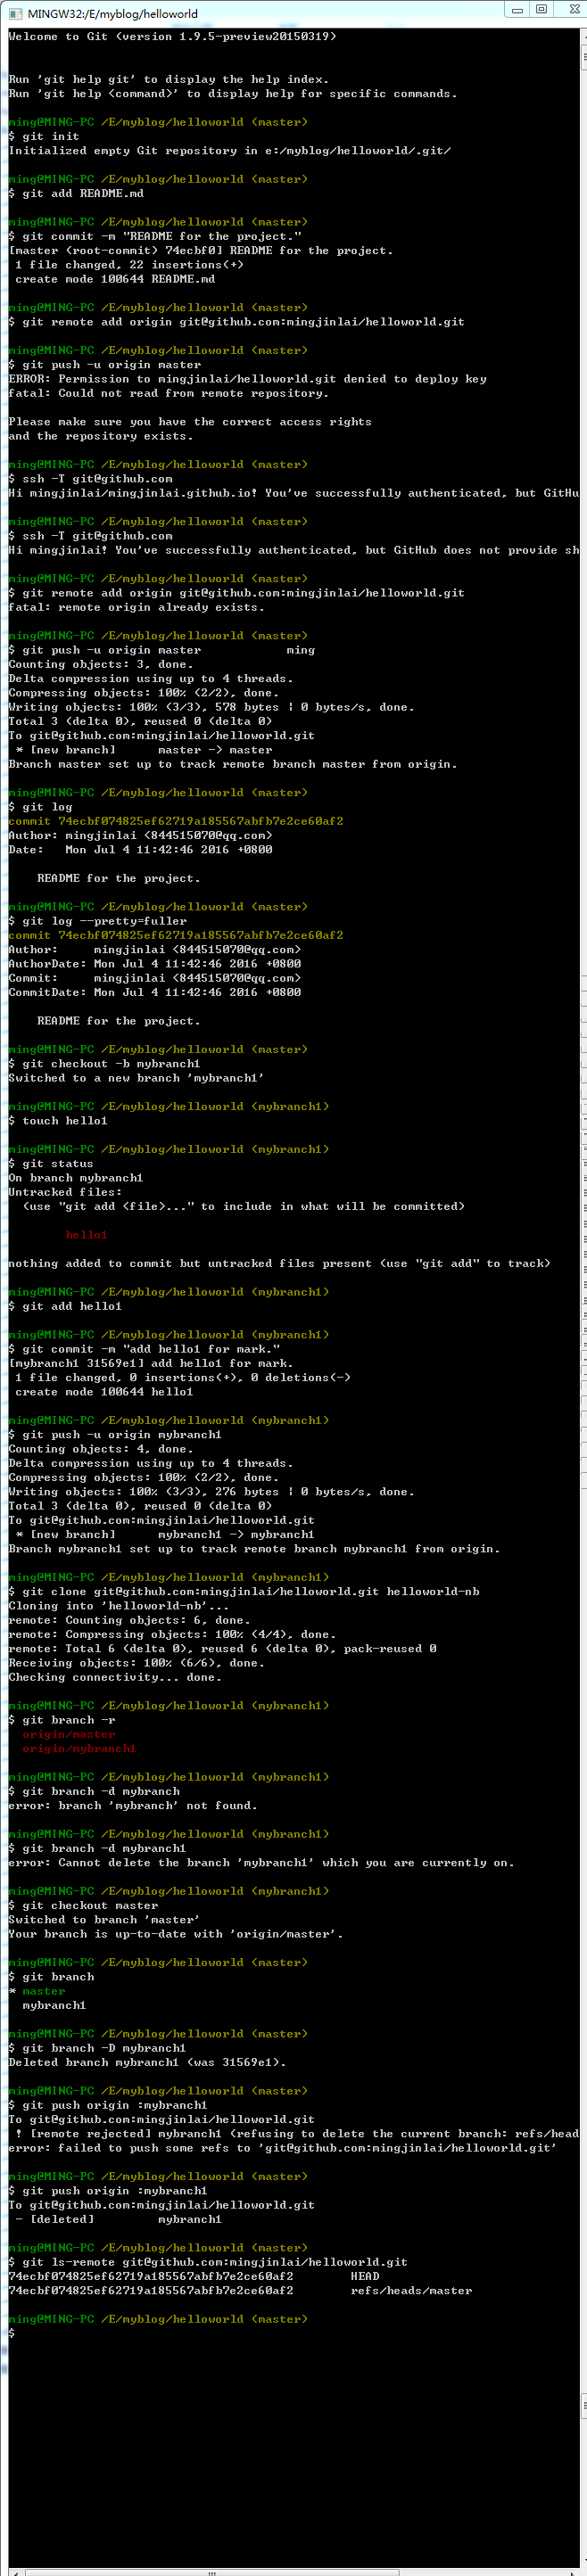 MINGW32:/E/myblog/helloworld
Welcome to Git (version 1.9.5-preview20150319)
Run 'git help git' to display the help index.
Run 'git help <command>' to display help for specific commands.
ming@MING-PC /E/myblog/helloworld (master)
$ git init
Initialized empty Git repository in e:/myblog/helloworld/.git/
ming@MING-PC /E/myblog/helloworld (master)
$ git add README.md
ming@MING-PC /E/myblog/helloworld (master)
$ git commit -m "README for the project."
[master (root-commit) 74ecbf0] README for the project.
 1 file changed, 22 insertions(+)
 create mode 100644 README.md
ming@MING-PC /E/myblog/helloworld (master)
$ git remote add origin git@github.com:mingjinlai/helloworld.git
ming@MING-PC /E/myblog/helloworld (master)
$ git push -u origin master
ERROR: Permission to mingjinlai/helloworld.git denied to deploy key
fatal: Could not read from remote repository.
Please make sure you have the correct access rights
and the repository exists.
ming@MING-PC /E/myblog/helloworld (master)
$ ssh -T git@github.com
Hi mingjinlai/mingjinlai.github.io! You've successfully authenticated, but GitHu
ming@MING-PC /E/myblog/helloworld (master)
$ ssh -T git@github.com
Hi mingjinlai! You've successfully authenticated, but GitHub does not provide sh
ming@MING-PC /E/myblog/helloworld (master)
$ git remote add origin git@github.com:mingjinlai/helloworld.git
fatal: remote origin already exists.
ming@MING-PC /E/myblog/helloworld (master)
$ git push -u origin master            ming
Counting objects: 3, done.
Delta compression using up to 4 threads.
Compressing objects: 100% (2/2), done.
Writing objects: 100% (3/3), 578 bytes | 0 bytes/s, done.
Total 3 (delta 0), reused 0 (delta 0)
To git@github.com:mingjinlai/helloworld.git
 * [new branch]      master -> master
Branch master set up to track remote branch master from origin.
ming@MING-PC /E/myblog/helloworld (master)
$ git log
commit 74ecbf074825ef62719a185567abfb7e2ce60af2
Author: mingjinlai <844515070@qq.com>
Date:   Mon Jul 4 11:42:46 2016 +0800
    README for the project.
ming@MING-PC /E/myblog/helloworld (master)
$ git log --pretty=fuller
commit 74ecbf074825ef62719a185567abfb7e2ce60af2
Author:     mingjinlai <844515070@qq.com>
AuthorDate: Mon Jul 4 11:42:46 2016 +0800
Commit:     mingjinlai <844515070@qq.com>
CommitDate: Mon Jul 4 11:42:46 2016 +0800
    README for the project.
ming@MING-PC /E/myblog/helloworld (master)
$ git checkout -b mybranch1
Switched to a new branch 'mybranch1'
ming@MING-PC /E/myblog/helloworld (mybranch1)
$ touch hello1
ming@MING-PC /E/myblog/helloworld (mybranch1)
$ git status
On branch mybranch1
Untracked files:
  (use "git add <file>..." to include in what will be committed)
        hello1
nothing added to commit but untracked files present (use "git add" to track)
ming@MING-PC /E/myblog/helloworld (mybranch1)
$ git add hello1
ming@MING-PC /E/myblog/helloworld (mybranch1)
$ git commit -m "add hello1 for mark."
[mybranch1 31569e1] add hello1 for mark.
 1 file changed, 0 insertions(+), 0 deletions(-)
 create mode 100644 hello1
ming@MING-PC /E/myblog/helloworld (mybranch1)
$ git push -u origin mybranch1
Counting objects: 4, done.
Delta compression using up to 4 threads.
Compressing objects: 100% (2/2), done.
Writing objects: 100% (3/3), 276 bytes | 0 bytes/s, done.
Total 3 (delta 0), reused 0 (delta 0)
To git@github.com:mingjinlai/helloworld.git
 * [new branch]      mybranch1 -> mybranch1
Branch mybranch1 set up to track remote branch mybranch1 from origin.
ming@MING-PC /E/myblog/helloworld (mybranch1)
$ git clone git@github.com:mingjinlai/helloworld.git helloworld-nb
Cloning into 'helloworld-nb'...
remote: Counting objects: 6, done.
remote: Compressing objects: 100% (4/4), done.
remote: Total 6 (delta 0), reused 6 (delta 0), pack-reused 0
Receiving objects: 100% (6/6), done.
Checking connectivity... done.
ming@MING-PC /E/myblog/helloworld (mybranch1)
$ git branch -r
  origin/master
  origin/mybranch1
ming@MING-PC /E/myblog/helloworld (mybranch1)
$ git branch -d mybranch
error: branch 'mybranch' not found.
ming@MING-PC /E/myblog/helloworld (mybranch1)
$ git branch -d mybranch1
error: Cannot delete the branch 'mybranch1' which you are currently on.
ming@MING-PC /E/myblog/helloworld (mybranch1)
$ git checkout master
Switched to branch 'master'
Your branch is up-to-date with 'origin/master'.
ming@MING-PC /E/myblog/helloworld (master)
$ git branch
* master
  mybranch1
ming@MING-PC /E/myblog/helloworld (master)
$ git branch -D mybranch1
Deleted branch mybranch1 (was 31569e1).
ming@MING-PC /E/myblog/helloworld (master)
$ git push origin :mybranch1
To git@github.com:mingjinlai/helloworld.git
 ! [remote rejected] mybranch1 (refusing to delete the current branch: refs/head
error: failed to push some refs to 'git@github.com:mingjinlai/helloworld.git'
ming@MING-PC /E/myblog/helloworld (master)
$ git push origin :mybranch1
To git@github.com:mingjinlai/helloworld.git
 - [deleted]         mybranch1
ming@MING-PC /E/myblog/helloworld (master)
$ git ls-remote git@github.com:mingjinlai/helloworld.git
74ecbf074825ef62719a185567abfb7e2ce60af2        HEAD
74ecbf074825ef62719a185567abfb7e2ce60af2        refs/heads/master
ming@MING-PC /E/myblog/helloworld (master)
$